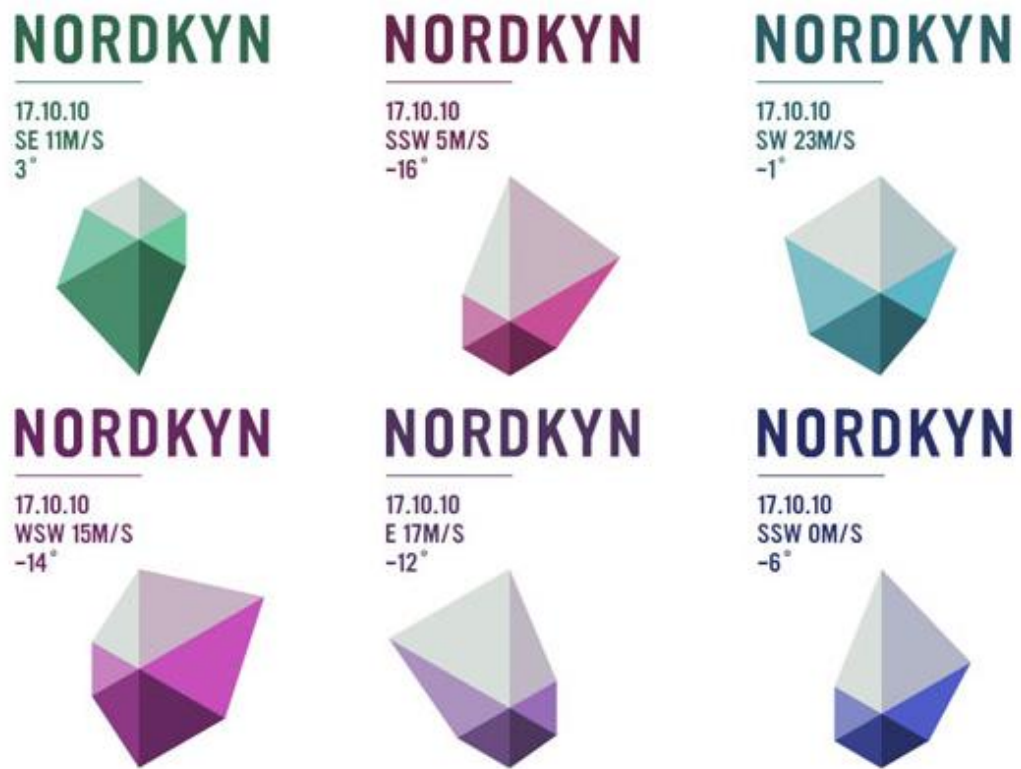 NORDKYN
17.10.10
SE 11M/S
3°
NORDKYN
17.10.10
SSW 5M/S
-16°
NORDKYN
17.10.10
SW 23M/S
-1°
NORDKYN
17.10.10
WSW 15M/S
-14°
NORDKYN
17.10.10
E 17M/S
-12°
NORDKYN
17.10.10
SSW 0M/S
-6°